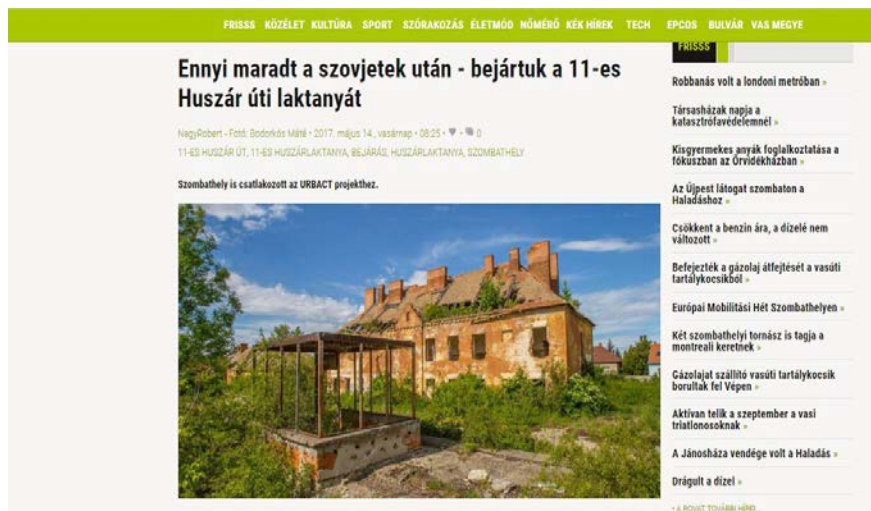 FRISSS KÖZÉLET KULTÚRA SPORT SZÓRAKOZÁS ÉLETMÓD NŐMÉRŐ KÉK HÍREK TECH EPCOS BULVÁR VAS MEGYE
Ennyi maradt a szovjetek után - bejártuk a 11-es
Huszár úti laktanyát
NagyRobert - Fotó: Bodorkós Máté • 2017. május 14., vasárnap • 08:25 • 0
11-ES HUSZÁR ÚT, 11-ES HUSZÁRLAKTANYA, BEJÁRÁS, HUSZÁRLAKTANYA, SZOMBATHELY
Szombathely is csatlakozott az URBACT projekthez.
FRISSS
Robbanás volt a londoni metróban »
Társasházak napja a
katasztrófavédelemnél »
Kisgyermekes anyák foglalkoztatása a
fókuszban az Őrvidékházban »
Az Újpest látogat szombaton a
Haladáshoz »
Csökkent a benzin ára, a dízelé nem
változott »
Befejezték a gázolaj átfejtését a vasúti
tartálykocsikból »
Európai Mobilitási Hét Szombathelyen »
Két szombathelyi tornász is tagja a
montreali keretnek »
Gázolajat szállító vasúti tartálykocsik
borultak fel Vépen »
Aktívan telik a szeptember a vasi
triatlonosoknak »
A Jánosháza vendége volt a Haladás »
Drágult a dízel »
• A ROVAT TOVÁBBI HÍREI...